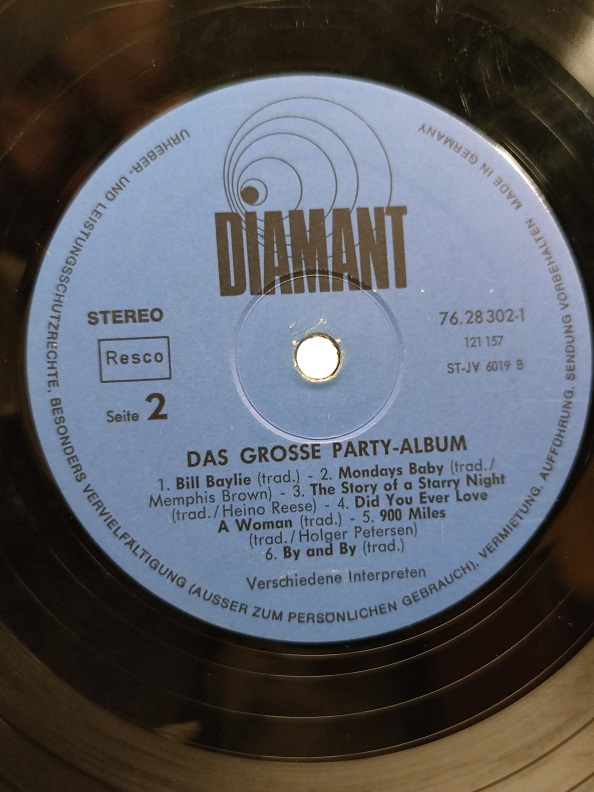 URHEBER- UND LEISTUNGSSCHUTZRECHTE, BESONDERS VERVIELFÄLTIGUNG (AUSSER ZUM PERSÖNLICHEN GEBRAUCH), VERMIETUNG, AUFFÜHRUNG, SENDUNG VORBEHALTEN MADE IN GERMANY
DIAMANT
STEREO
Resco
Seite 2
76.28302-1
121 157
ST-JV 6019 B
DAS GROSSE PARTY-ALBUM
1. Bill Baylie (trad.) - 2. Mondays Baby (trad./
Memphis Brown) - 3. The Story of a Starry Night
(trad./Heino Reese) - 4. Did You Ever Love
A Woman (trad.) - 5. 900 Miles
(trad./Holger Petersen)
6. By and By (trad.)
Verschiedene Interpreten